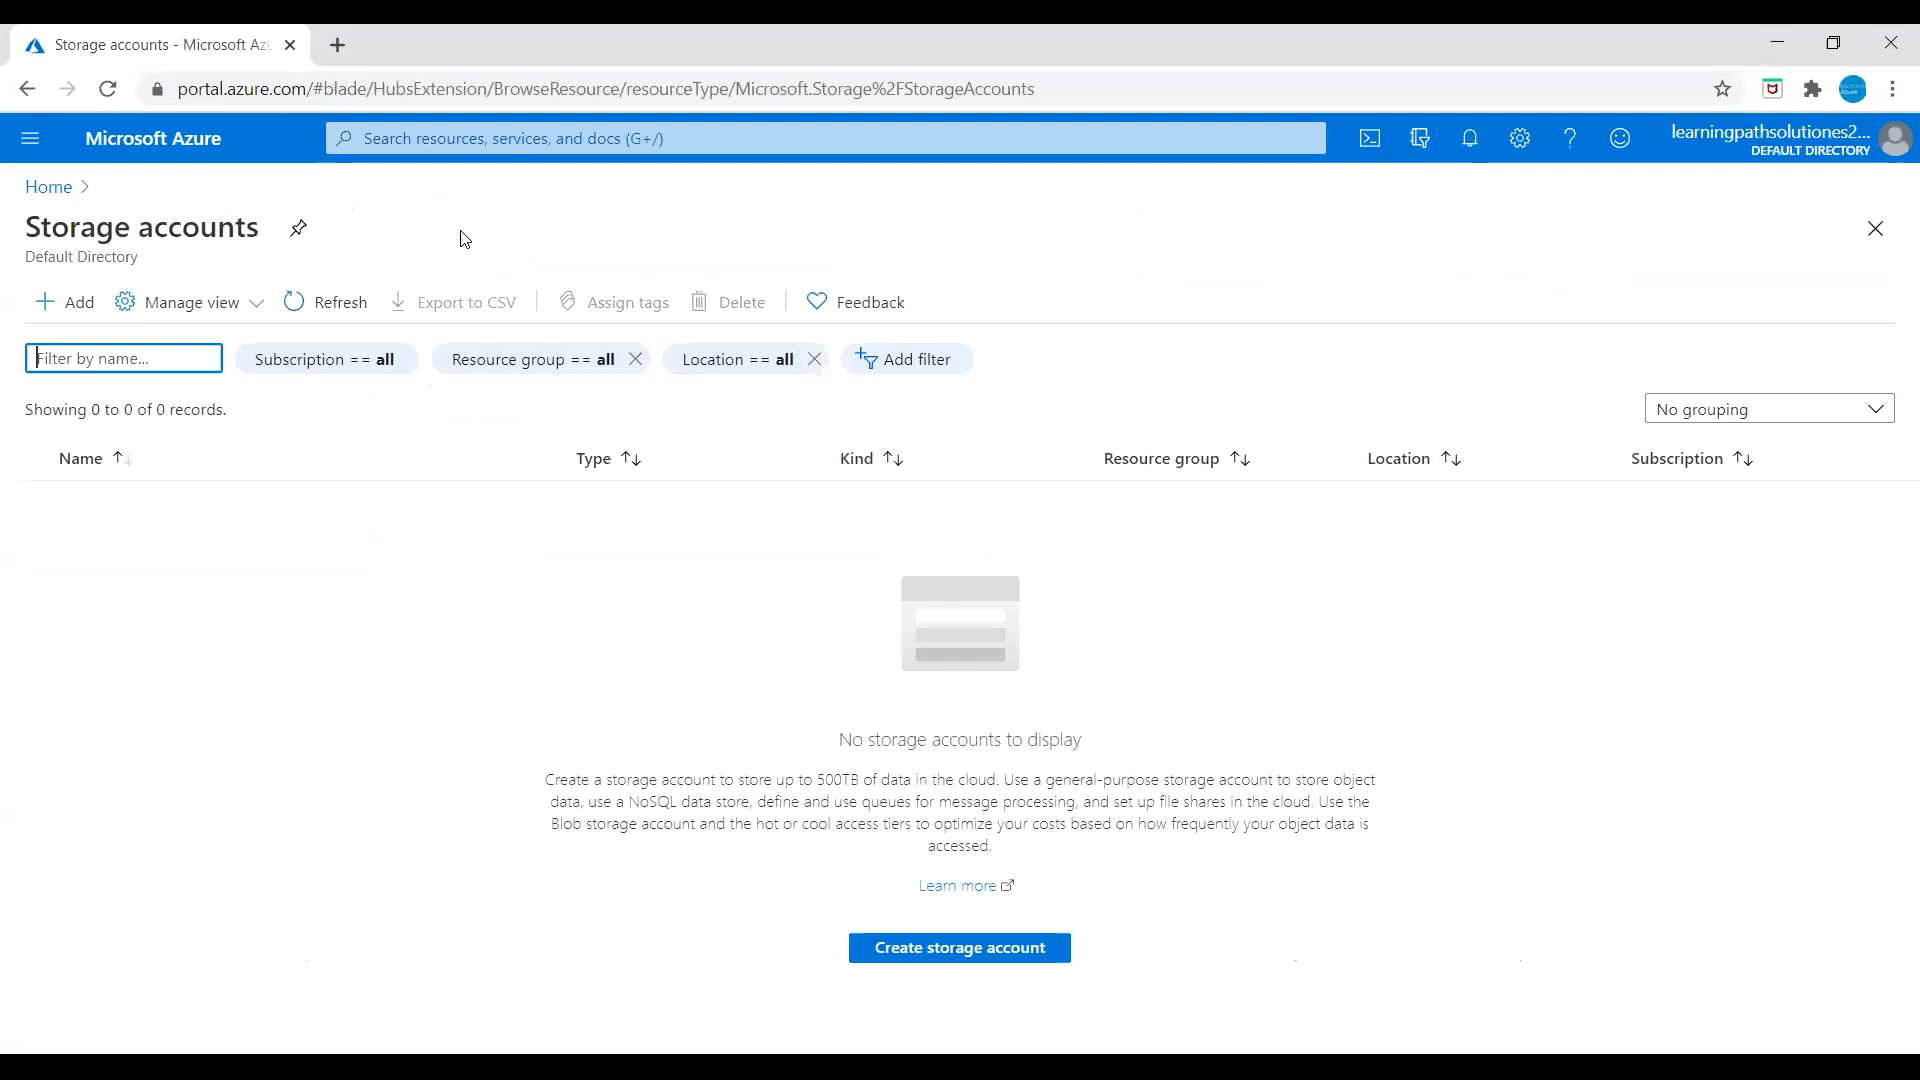 Storage accounts - Microsoft Az
portal.azure.com/#blade/HubsExtension/BrowseResource/resourceType/Microsoft.Storage%2FStorageAccounts
Microsoft Azure
Search resources, services, and docs (G+/)
learningpathsolutiones2...
DEFAULT DIRECTORY
Home
Storage accounts
Default Directory
Add
Manage view
Refresh
Export to CSV
Assign tags
Delete
Feedback
Filter by name...
Subscription == all
Resource group == all
Location == all
Add filter
Showing 0 to 0 of 0 records.
No grouping
Name
Type
Kind
Resource group
Location
Subscription
No storage accounts to display
Create a storage account to store up to 500TB of data in the cloud. Use a general-purpose storage account to store object
data, use a NoSQL data store, define and use queues for message processing, and set up file shares in the cloud. Use the
Blob storage account and the hot or cool access tiers to optimize your costs based on how frequently your object data is
accessed.
Learn more
Create storage account